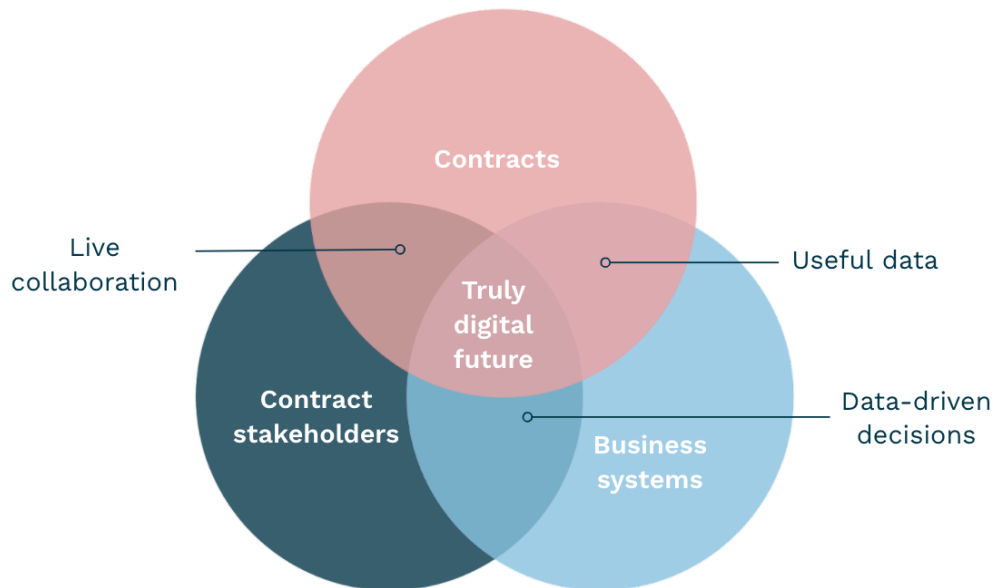 Contracts
Live
collaboration
Useful data
Truly
digital
future
Contract
stakeholders
Data-driven
decisions
Business
systems